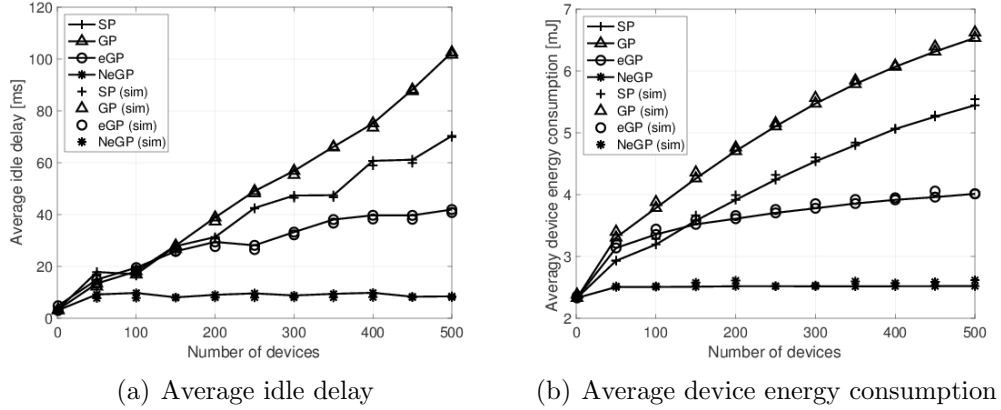 120
100
80
60
40
20
0
Average idle delay [ms]
SP
GP
eGP
NeGP
SP (sim)
GP (sim)
eGP (sim)
NeGP (sim)
0 100 200 300 400 500
Number of devices
(a) Average idle delay
7
6
5
4
3
2
Averagy device energy consumption [mJ]
SP
GP
eGP
NeGP
SP (sim)
GP (sim)
eGP (sim)
NeGP (sim)
0 100 200 300 400 500
Number of devices
(b) Average device energy consumption